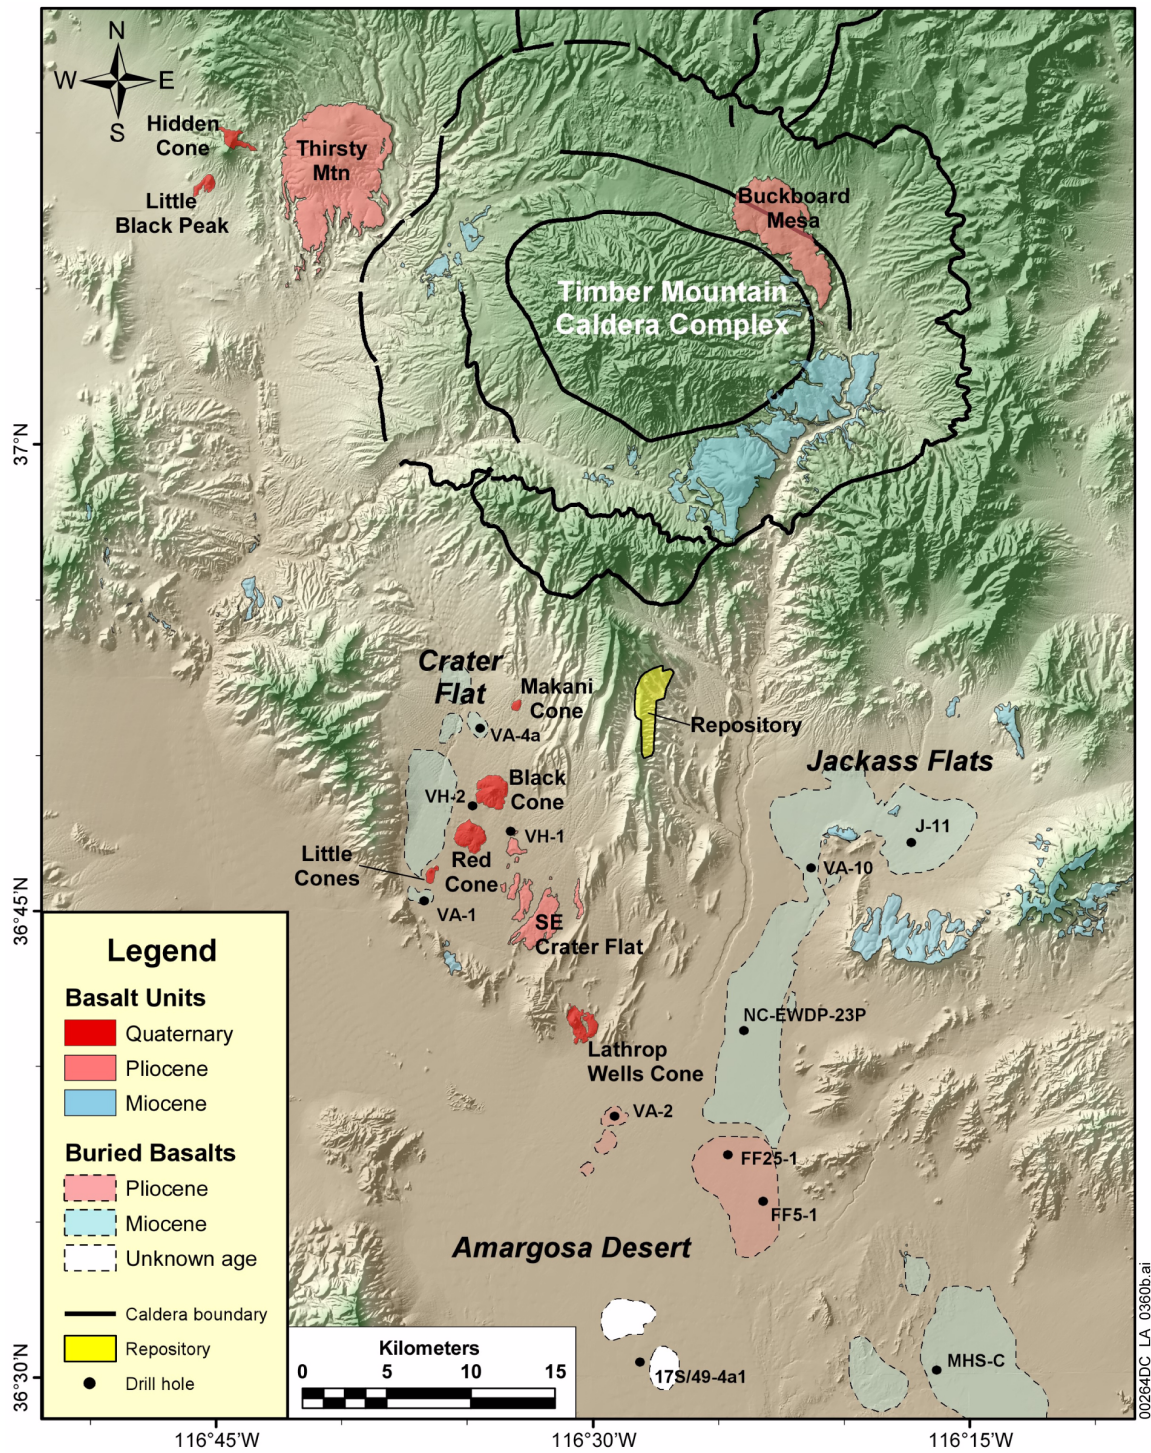 N
W E
S
Hidden
Cone
Thirsty
Mtn
Little
Black Peak
Buckboard
Mesa
Timber Mountain
Caldera Complex
37°N
Crater
Flat
Makani
Cone
VA-4a
Repository
Jackass Flats
Black
Cone
VH-2
VH-1
J-11
Little
Cones
Red
Cone
VA-10
VA-1
36°45'N
SE
Crater Flat
NC-EWDP-23P
Lathrop
Wells Cone
VA-2
FF25-1
FF5-1
Amargosa Desert
17S/49-4a1
MHS-C
Legend
Basalt Units
Quaternary
Pliocene
Miocene
Buried Basalts
Pliocene
Miocene
Unknown age
Caldera boundary
Repository
Drill hole
Kilometers
0 5 10 15
36°30'N
116°45'W 116°30'W 116°15'W
00264DC_LA_0360b.ai